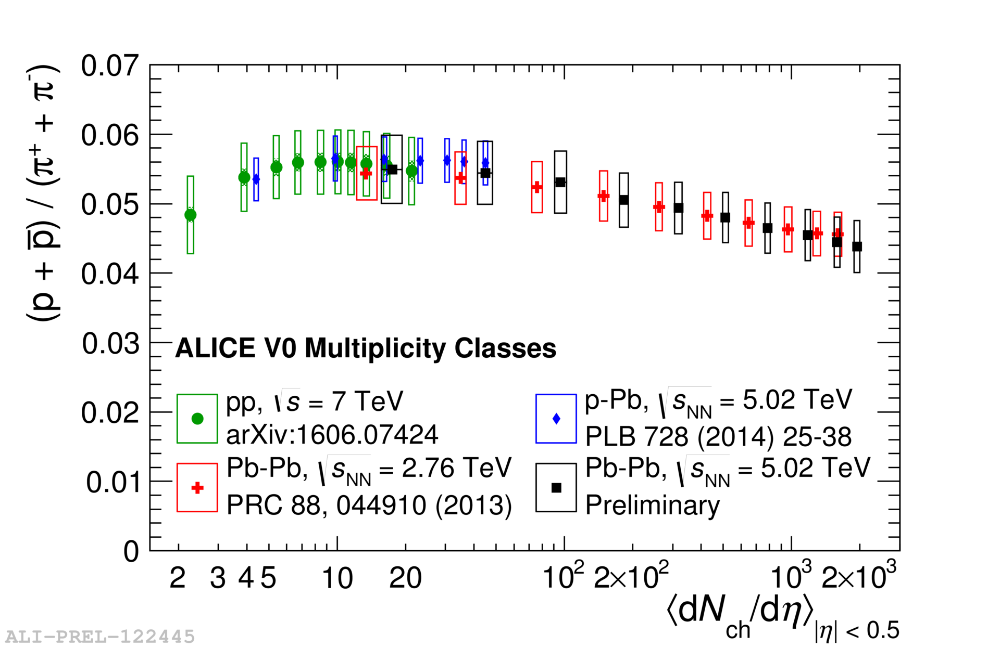 (p + p̅) / (π⁺ + π⁻)
0.07
0.06
0.05
0.04
0.03
0.02
0.01
0
ALICE V0 Multiplicity Classes
pp, √s = 7 TeV
arXiv:1606.07424
p-Pb, √sNN = 5.02 TeV
PLB 728 (2014) 25-38
Pb-Pb, √sNN = 2.76 TeV
PRC 88, 044910 (2013)
Pb-Pb, √sNN = 5.02 TeV
Preliminary
2 3 4 5 10 20 10² 2×10² 10³ 2×10³
⟨dNch/dη⟩|η| < 0.5
ALI-PREL-122445